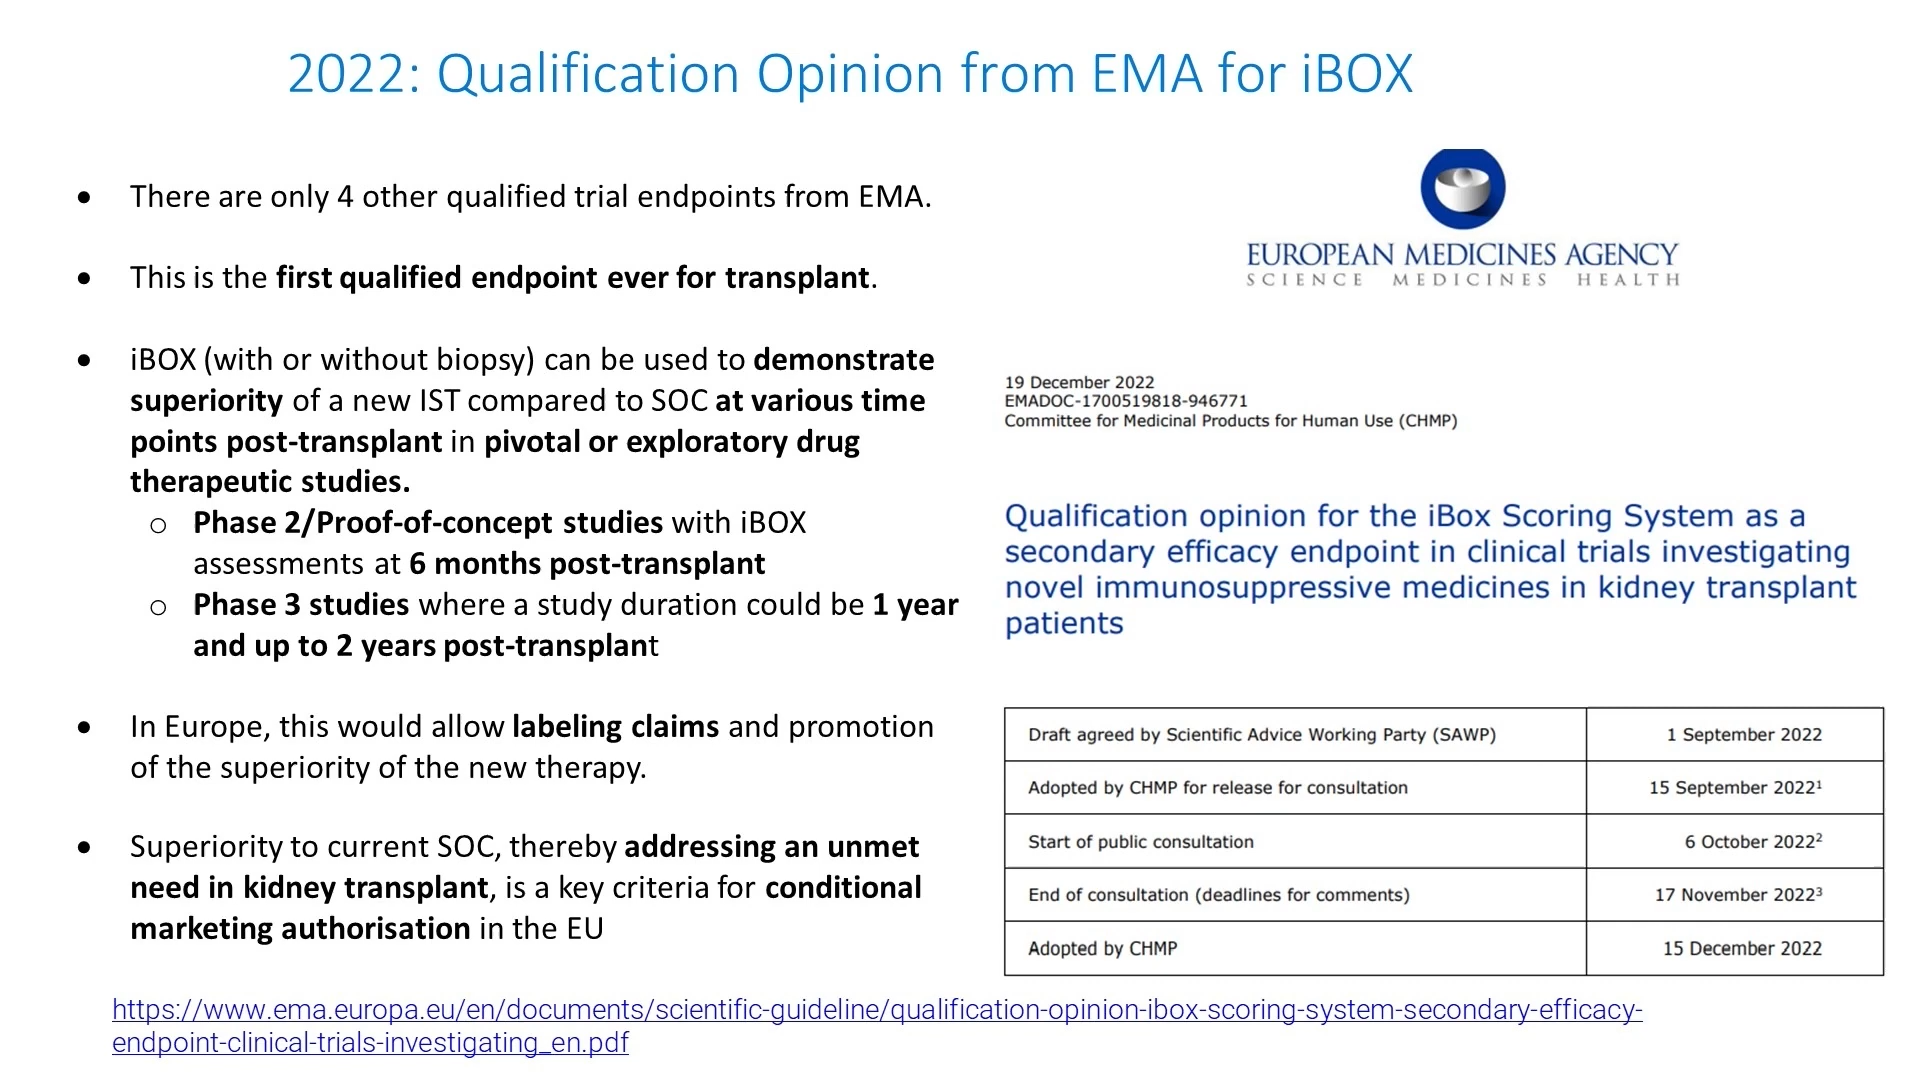 2022: Qualification Opinion from EMA for iBOX
• There are only 4 other qualified trial endpoints from EMA.
• This is the first qualified endpoint ever for transplant.
• iBOX (with or without biopsy) can be used to demonstrate
superiority of a new IST compared to SOC at various time
points post-transplant in pivotal or exploratory drug
therapeutic studies.
o Phase 2/Proof-of-concept studies with iBOX
assessments at 6 months post-transplant
o Phase 3 studies where a study duration could be 1 year
and up to 2 years post-transplant
• In Europe, this would allow labeling claims and promotion
of the superiority of the new therapy.
• Superiority to current SOC, thereby addressing an unmet
need in kidney transplant, is a key criteria for conditional
marketing authorisation in the EU
EUROPEAN MEDICINES AGENCY
SCIENCE MEDICINES HEALTH
19 December 2022
EMADOC-1700519818-946771
Committee for Medicinal Products for Human Use (CHMP)
Qualification opinion for the iBox Scoring System as a
secondary efficacy endpoint in clinical trials investigating
novel immunosuppressive medicines in kidney transplant
patients
Draft agreed by Scientific Advice Working Party (SAWP) 1 September 2022
Adopted by CHMP for release for consultation 15 September 2022¹
Start of public consultation 6 October 2022²
End of consultation (deadlines for comments) 17 November 2022³
Adopted by CHMP 15 December 2022
https://www.ema.europa.eu/en/documents/scientific-guideline/qualification-opinion-ibox-scoring-system-secondary-efficacy-
endpoint-clinical-trials-investigating_en.pdf